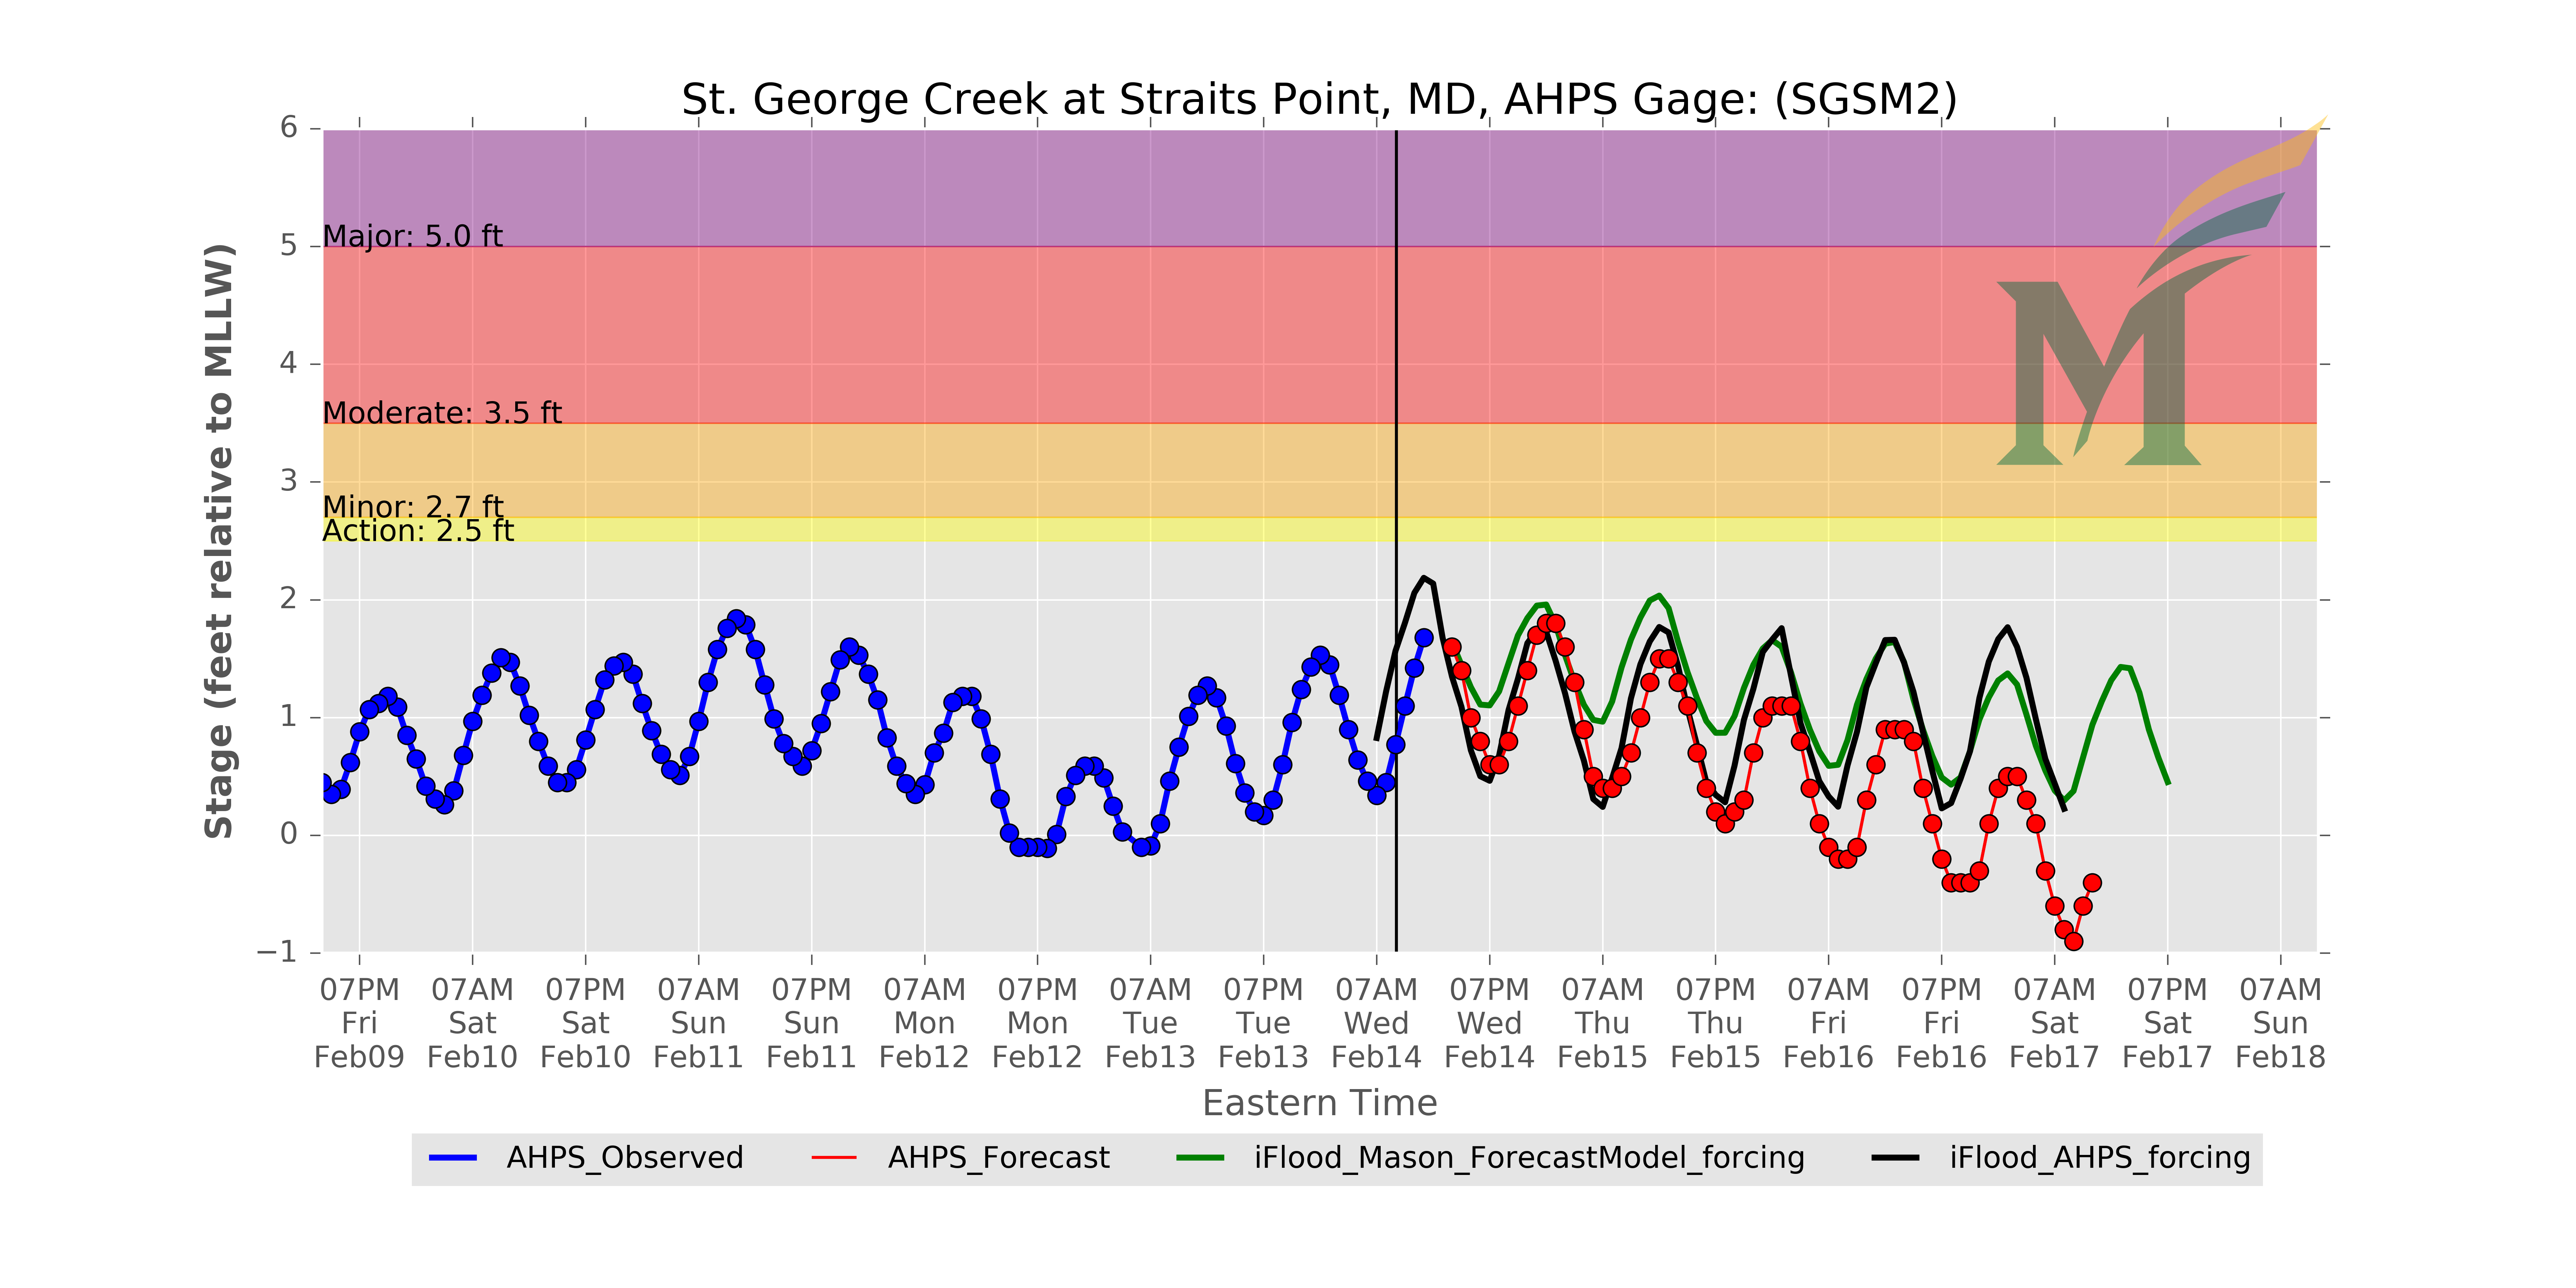 St. George Creek at Straits Point, MD, AHPS Gage: (SGSM2)
Stage (feet relative to MLLW)
6
5
4
3
2
1
0
−1
Major: 5.0 ft
Moderate: 3.5 ft
Minor: 2.7 ft
Action: 2.5 ft
M
07PM 07AM 07PM 07AM 07PM 07AM 07PM 07AM 07PM 07AM 07PM 07AM 07PM 07AM 07PM 07AM 07PM 07AM
Fri Sat Sat Sun Sun Mon Mon Tue Tue Wed Wed Thu Thu Fri Fri Sat Sat Sun
Feb09 Feb10 Feb10 Feb11 Feb11 Feb12 Feb12 Feb13 Feb13 Feb14 Feb14 Feb15 Feb15 Feb16 Feb16 Feb17 Feb17 Feb18
Eastern Time
AHPS_Observed AHPS_Forecast iFlood_Mason_ForecastModel_forcing iFlood_AHPS_forcing